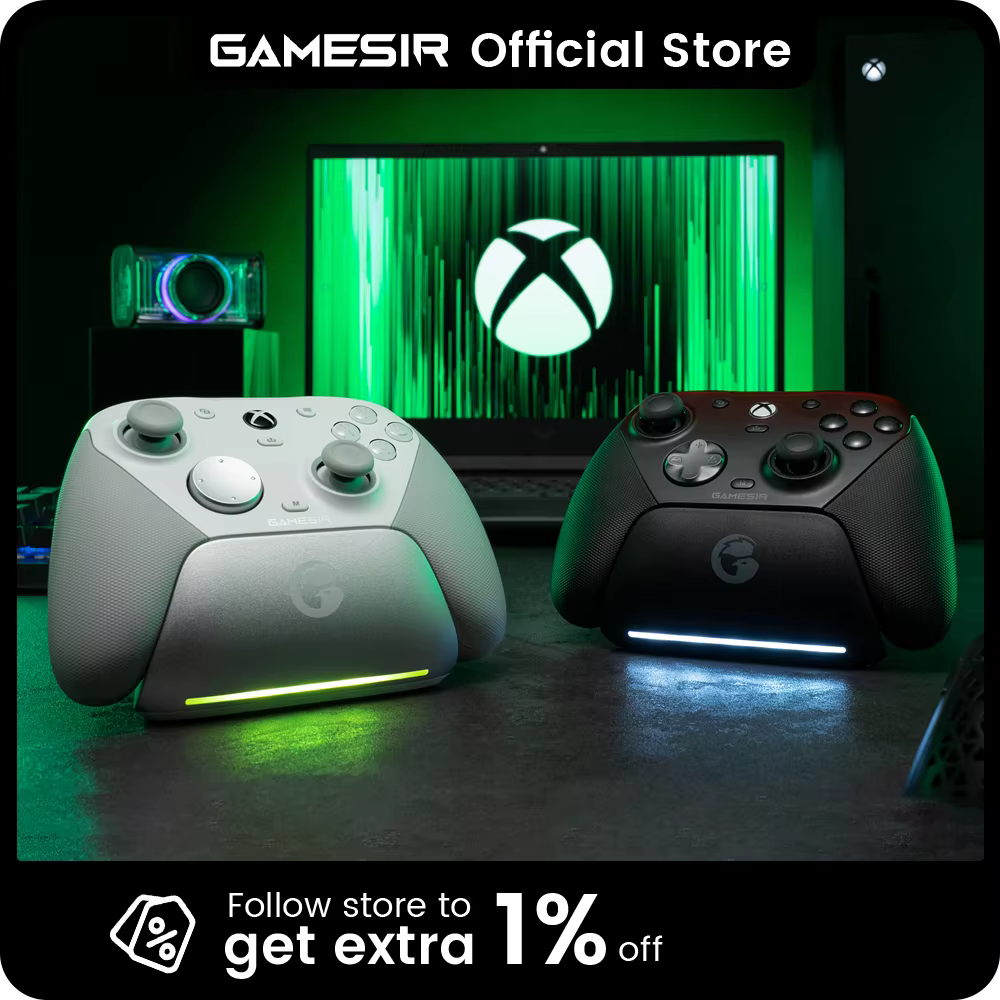 GAMESIR Official Store
GAMESIR
GAMESIR
Follow store to
get extra 1% off